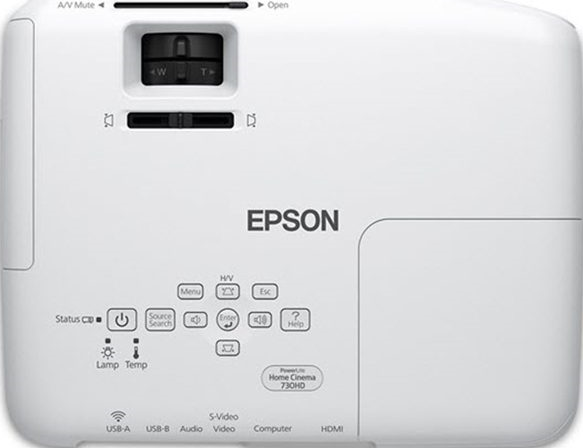 A/V Mute ◄ ► Open
◄W T►
EPSON
H/V
Menu Esc
Status Source Search Enter ? Help
Lamp Temp
PowerLite
Home Cinema
730HD
S-Video
USB-A USB-B Audio Video Computer HDMI